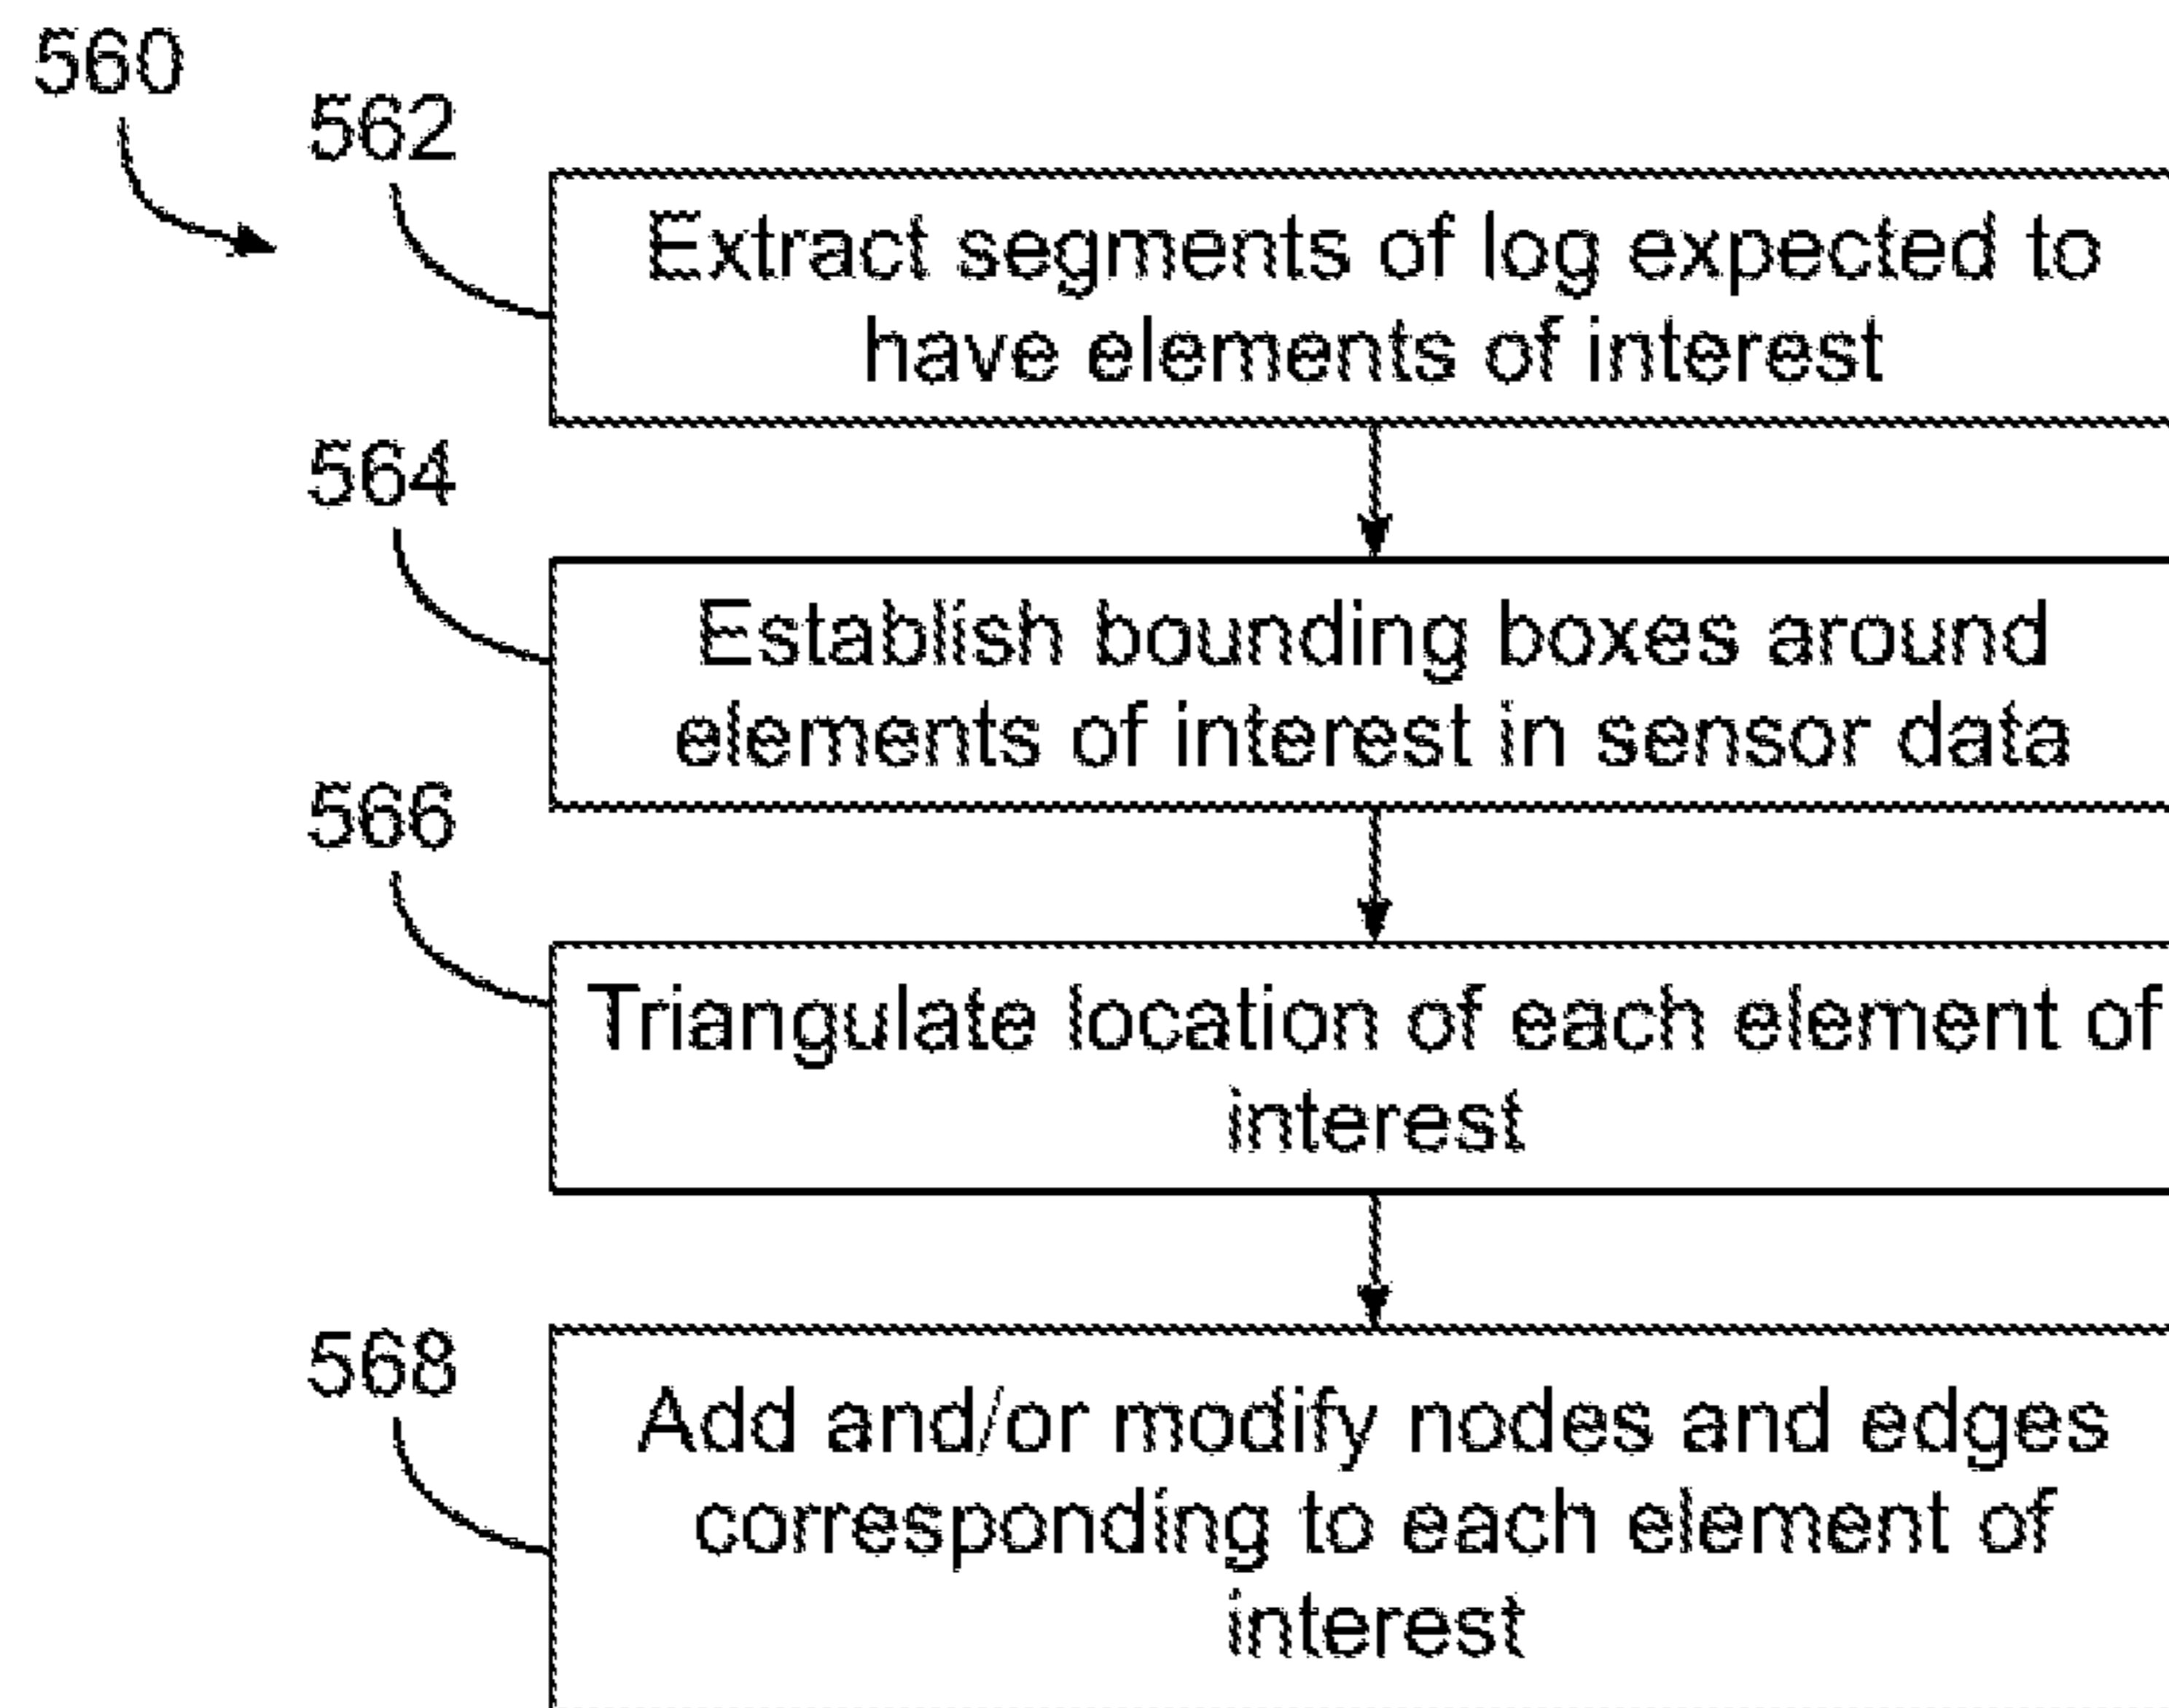 560
562
Extract segments of log expected to
have elements of interest
564
Establish bounding boxes around
elements of interest in sensor data
566
Triangulate location of each element of
interest
568
Add and/or modify nodes and edges
corresponding to each element of
interest